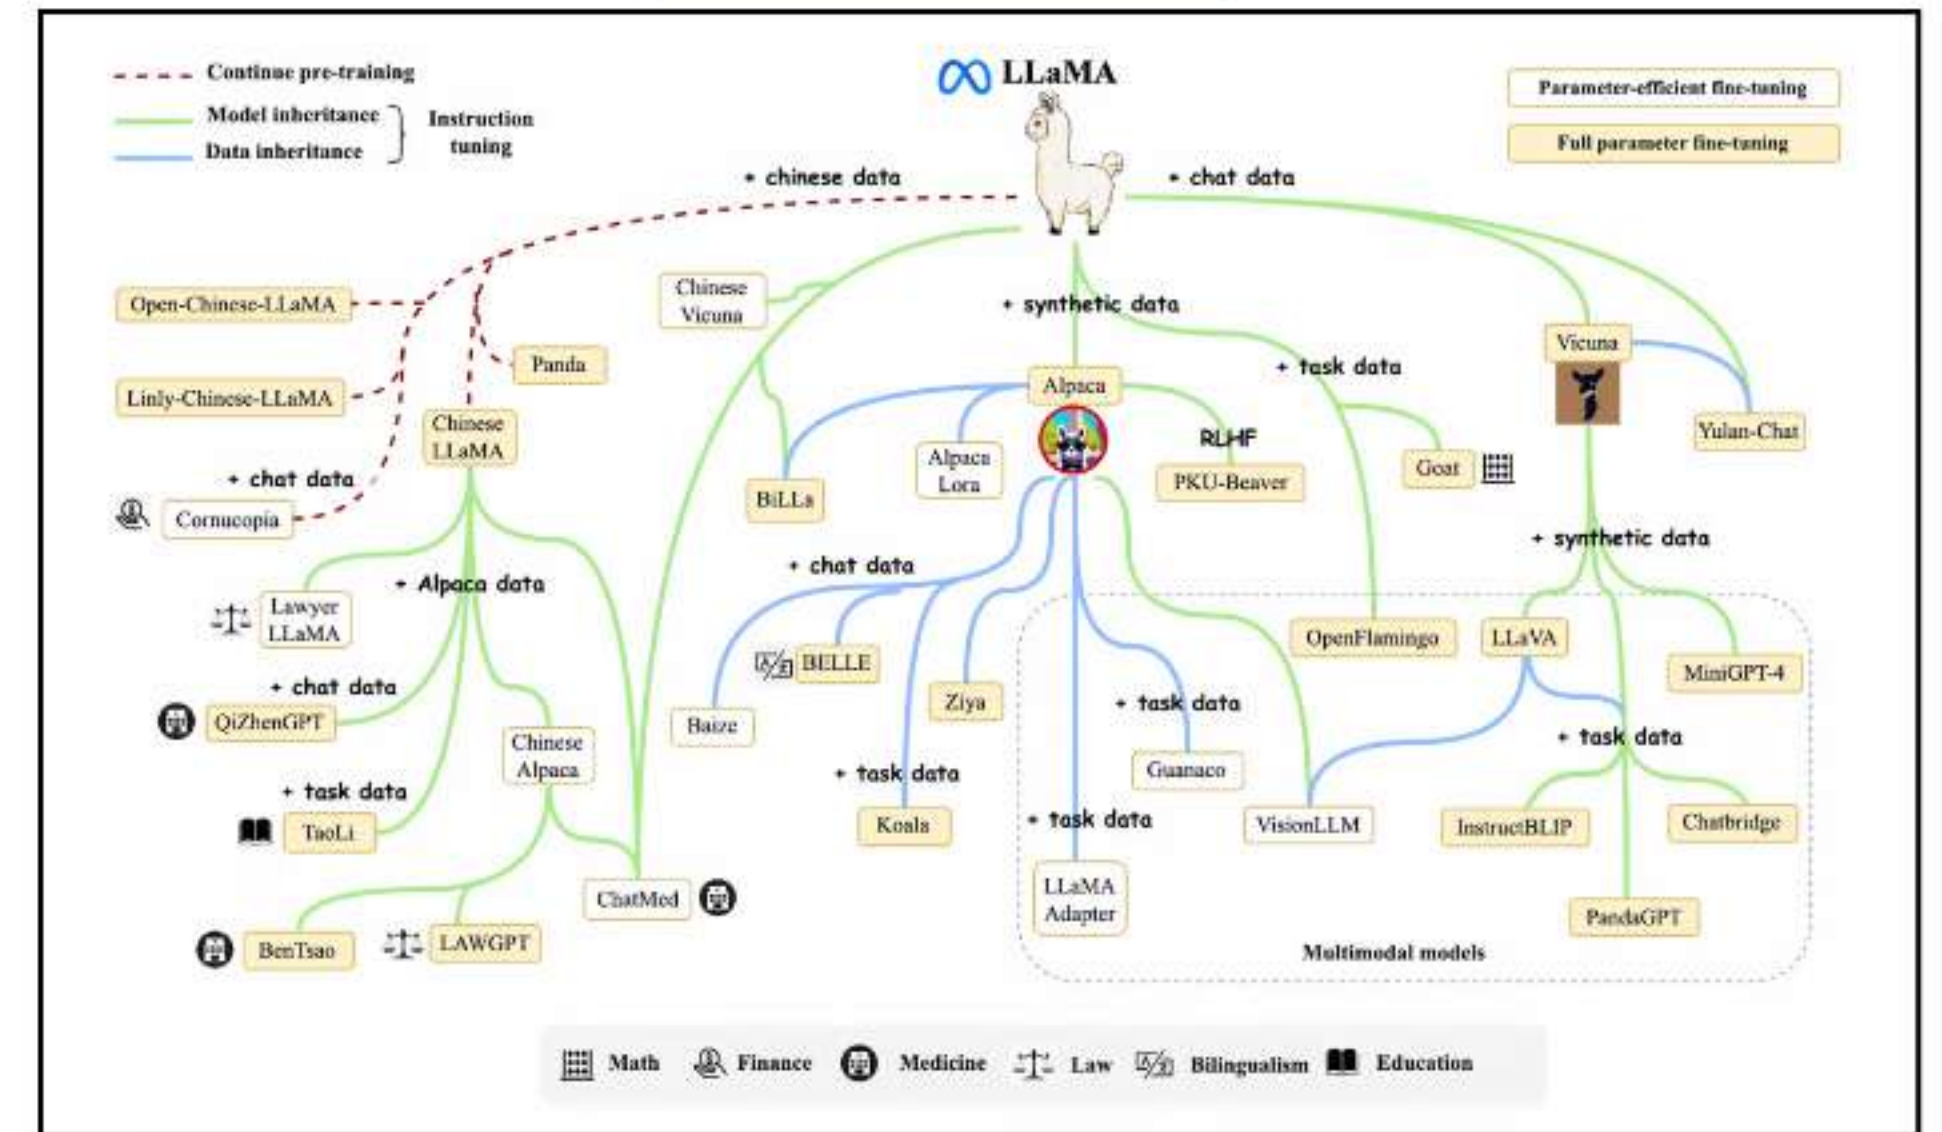 Continue pre-training
Model inheritance
Data inheritance
Instruction
tuning
LLaMA
Parameter-efficient fine-tuning
Full parameter fine-tuning
+ chinese data
+ chat data
Open-Chinese-LLaMA
Linly-Chinese-LLaMA
Panda
Chinese
LLaMA
+ chat data
Cornucopia
Chinese
Vicuna
+ synthetic data
+ task data
Alpaca
Vicuna
Yulan-Chat
BiLLa
Alpaca
Lora
RLHF
PKU-Beaver
Goat
+ synthetic data
+ Alpaca data
Lawyer
LLaMA
+ chat data
QiZhenGPT
+ task data
TaoLi
Chinese
Alpaca
BenTsao
LAWGPT
ChatMed
+ chat data
BELLE
Baize
Ziya
+ task data
Koala
+ task data
Guanaco
+ task data
LLaMA
Adapter
OpenFlamingo
LLaVA
MiniGPT-4
+ task data
VisionLLM
InstructBLIP
Chatbridge
PandaGPT
Multimodal models
Math
Finance
Medicine
Law
Bilingualism
Education